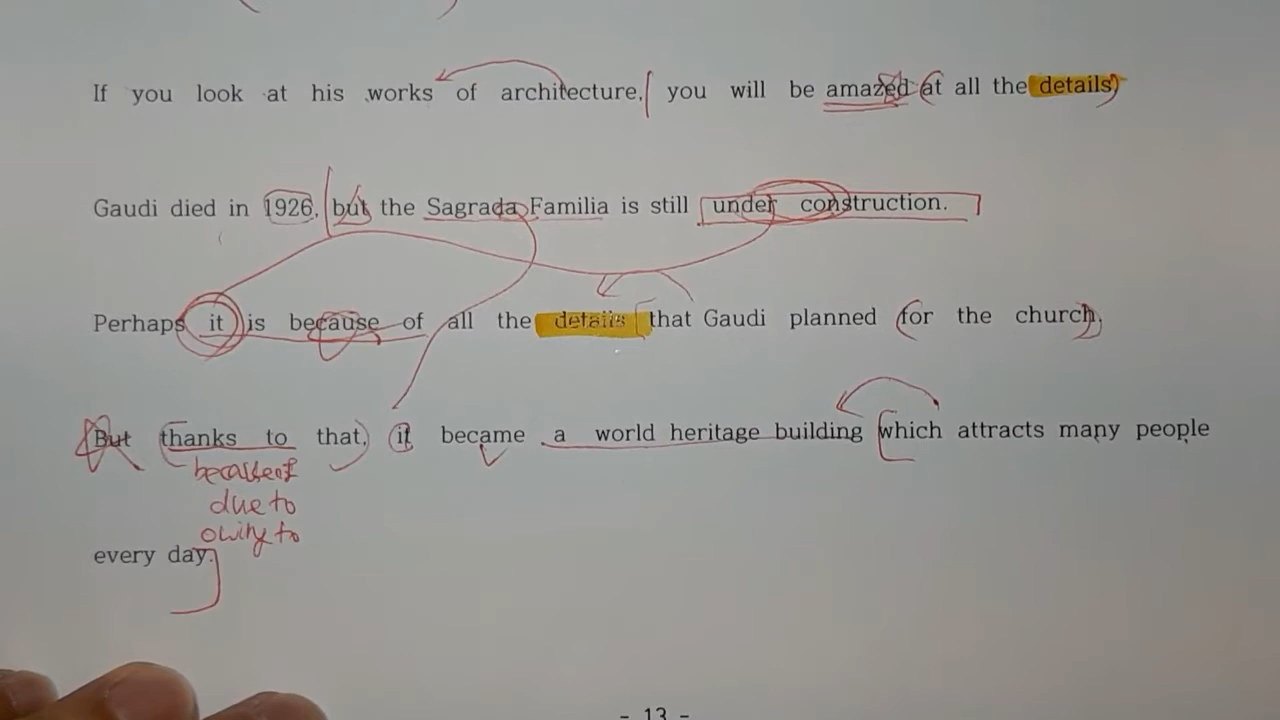 If you look at his works of architecture, you will be amazed at all the details
Gaudi died in 1926, but the Sagrada Familia is still under construction.
Perhaps it is because of all the details that Gaudi planned for the church.
But thanks to that, it became a world heritage building which attracts many people
because of
due to
owing to
every day.
- 13 -